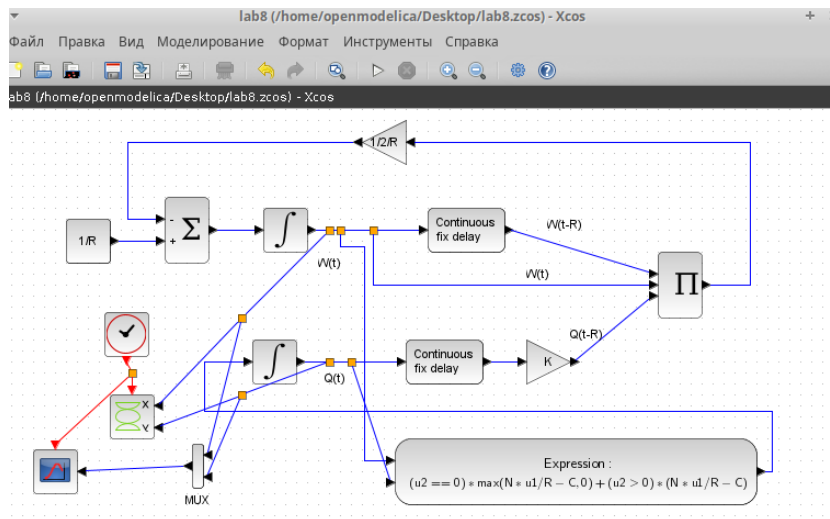 lab8 (/home/openmodelica/Desktop/lab8.zcos) - Xcos
Файл Правка Вид Моделирование Формат Инструменты Справка
ab8 (/home/openmodelica/Desktop/lab8.zcos) - Xcos
1/2/R
1/R
-
+
Σ
∫
W(t)
Continuous
fix delay
W(t-R)
W(t)
Π
Q(t-R)
∫
Q(t)
Continuous
fix delay
K
X
Y
MUX
Expression :
(u2 == 0) ∗ max(N ∗ u1/R − C, 0) + (u2 > 0) ∗ (N ∗ u1/R − C)